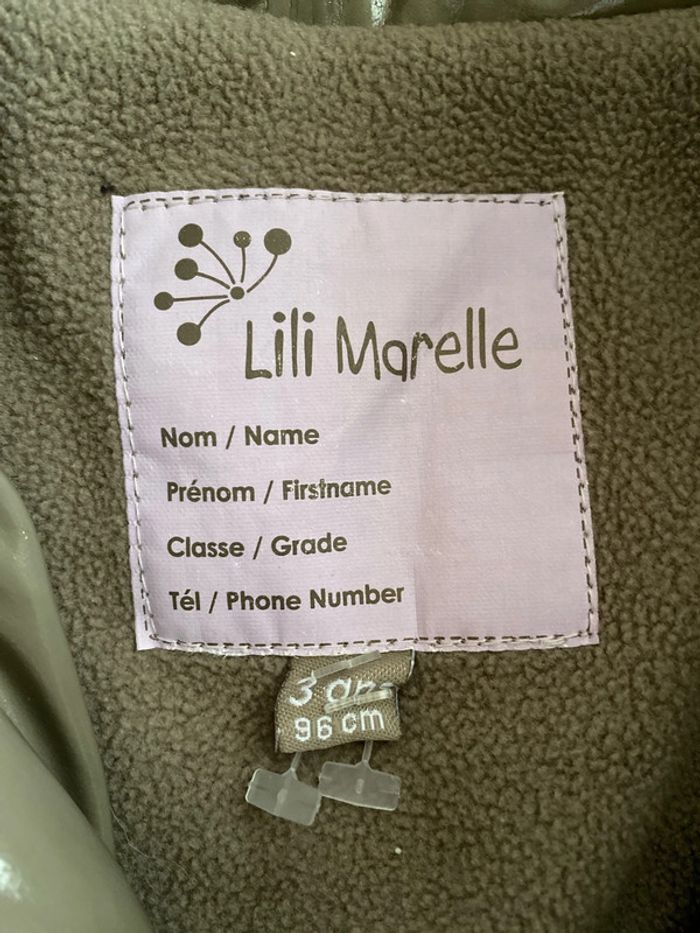 Lili Marelle
Nom / Name
Prénom / Firstname
Classe / Grade
Tél / Phone Number
3 ans
96 cm